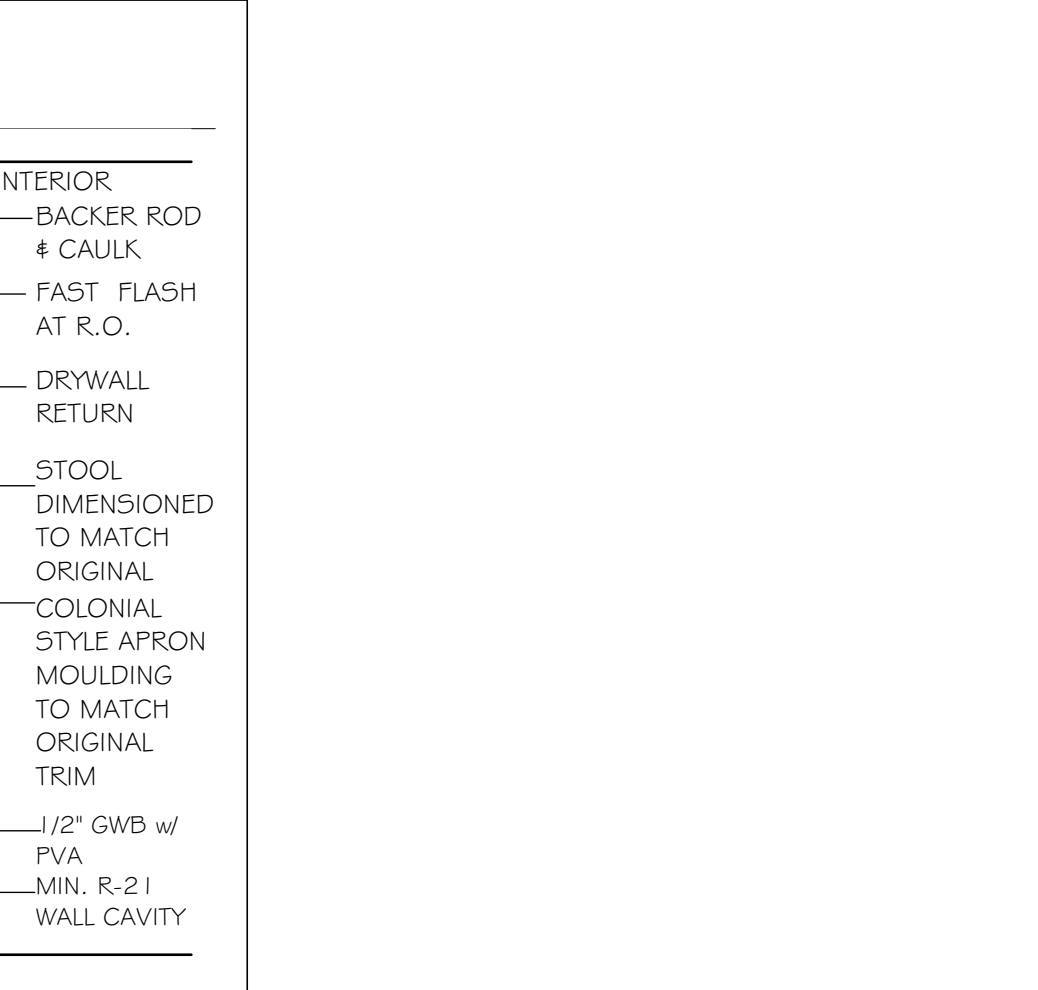 NTERIOR
BACKER ROD
& CAULK
FAST FLASH
AT R.O.
DRYWALL
RETURN
STOOL
DIMENSIONED
TO MATCH
ORIGINAL
COLONIAL
STYLE APRON
MOULDING
TO MATCH
ORIGINAL
TRIM
1/2" GWB w/
PVA
MIN. R-21
WALL CAVITY